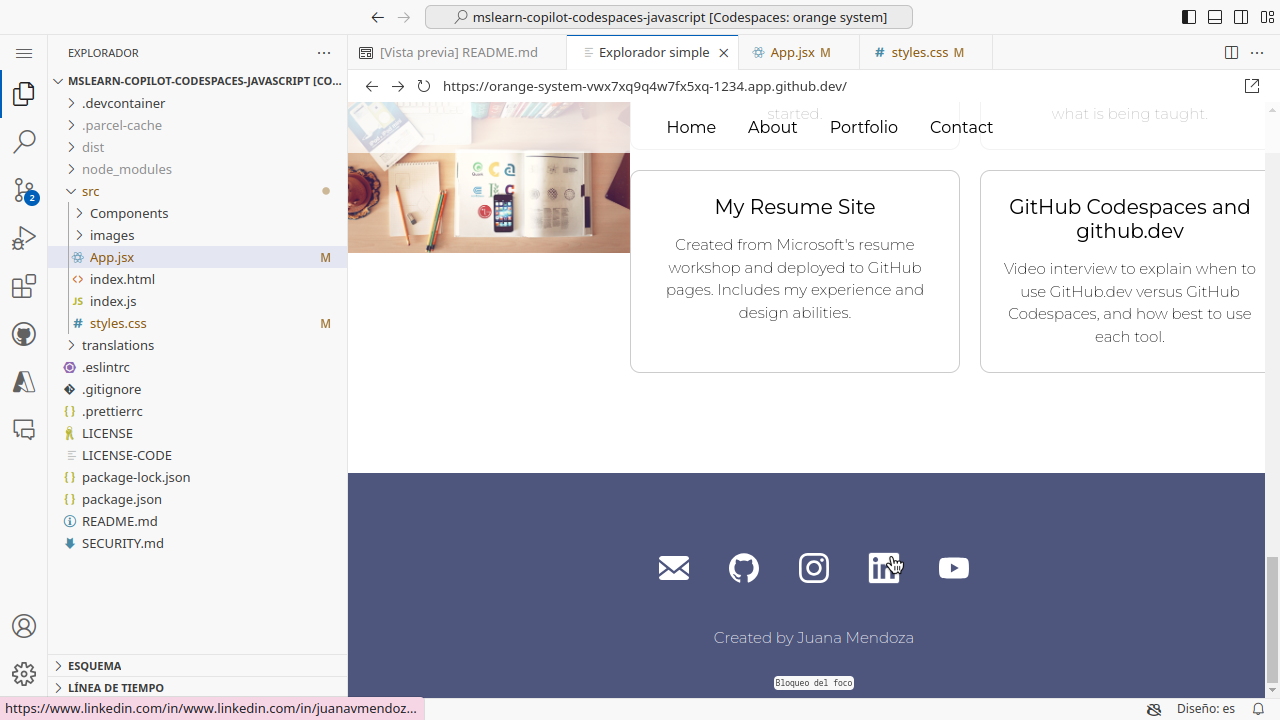 mslearn-copilot-codespaces-javascript [Codespaces: orange system]
EXPLORADOR
[Vista previa] README.md
Explorador simple
App.jsx M
styles.css M
MSLEARN-COPILOT-CODESPACES-JAVASCRIPT [CO...
.devcontainer
.parcel-cache
dist
node_modules
src
Components
images
App.jsx M
index.html
JS index.js
# styles.css M
translations
.eslintrc
.gitignore
{} .prettierrc
LICENSE
LICENSE-CODE
{} package-lock.json
{} package.json
README.md
SECURITY.md
ESQUEMA
LÍNEA DE TIEMPO
2
https://orange-system-vwx7xq9q4w7fx5xq-1234.app.github.dev/
started.
what is being taught.
Home About Portfolio Contact
My Resume Site
Created from Microsoft's resume
workshop and deployed to GitHub
pages. Includes my experience and
design abilities.
GitHub Codespaces and
github.dev
Video interview to explain when to
use GitHub.dev versus GitHub
Codespaces, and how best to use
each tool.
Created by Juana Mendoza
Bloqueo del foco
https://www.linkedin.com/in/www.linkedin.com/in/juanavmendoz...
Diseño: es